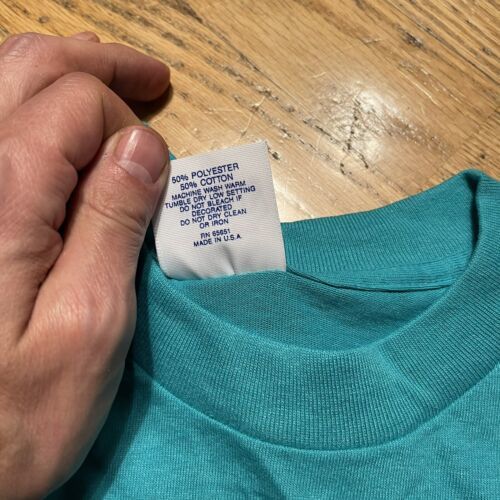 50% POLYESTER
50% COTTON
MACHINE WASH WARM
TUMBLE DRY LOW SETTING
DO NOT BLEACH IF
DECORATED
DO NOT DRY CLEAN
OR IRON
RN 65651
MADE IN U.S.A.